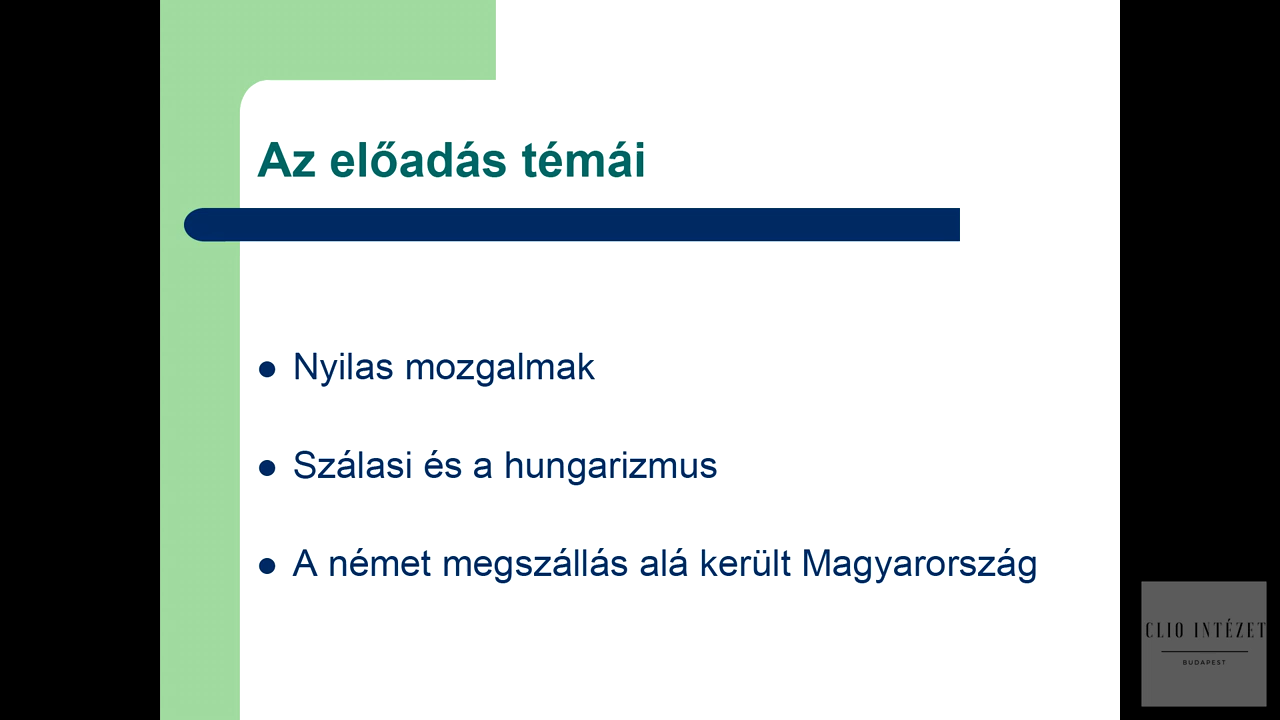 Az előadás témái
Nyilas mozgalmak
Szálasi és a hungarizmus
A német megszállás alá került Magyarország
CLIO INTÉZET
BUDAPEST